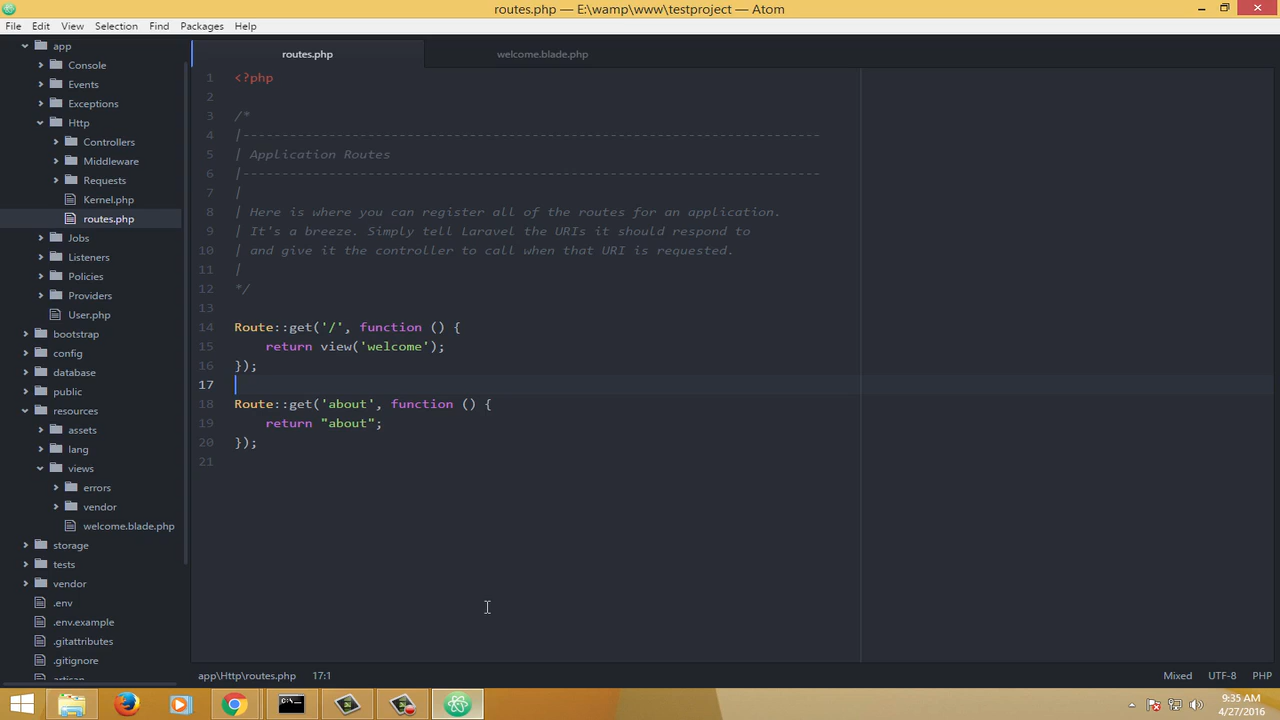 routes.php — E:\wamp\www\testproject — Atom
File Edit View Selection Find Packages Help
app
Console
Events
Exceptions
Http
Controllers
Middleware
Requests
Kernel.php
routes.php
Jobs
Listeners
Policies
Providers
User.php
bootstrap
config
database
public
resources
assets
lang
views
errors
vendor
welcome.blade.php
storage
tests
vendor
.env
.env.example
.gitattributes
.gitignore
artisan
routes.php welcome.blade.php
1 <?php
2
3 /*
4 |--------------------------------------------------------------------------
5 | Application Routes
6 |--------------------------------------------------------------------------
7 |
8 | Here is where you can register all of the routes for an application.
9 | It's a breeze. Simply tell Laravel the URIs it should respond to
10 | and give it the controller to call when that URI is requested.
11 |
12 */
13
14 Route::get('/', function () {
15     return view('welcome');
16 });
17
18 Route::get('about', function () {
19     return "about";
20 });
21
app\Http\routes.php 17:1 Mixed UTF-8 PHP
C:\_
9:35 AM
4/27/2016